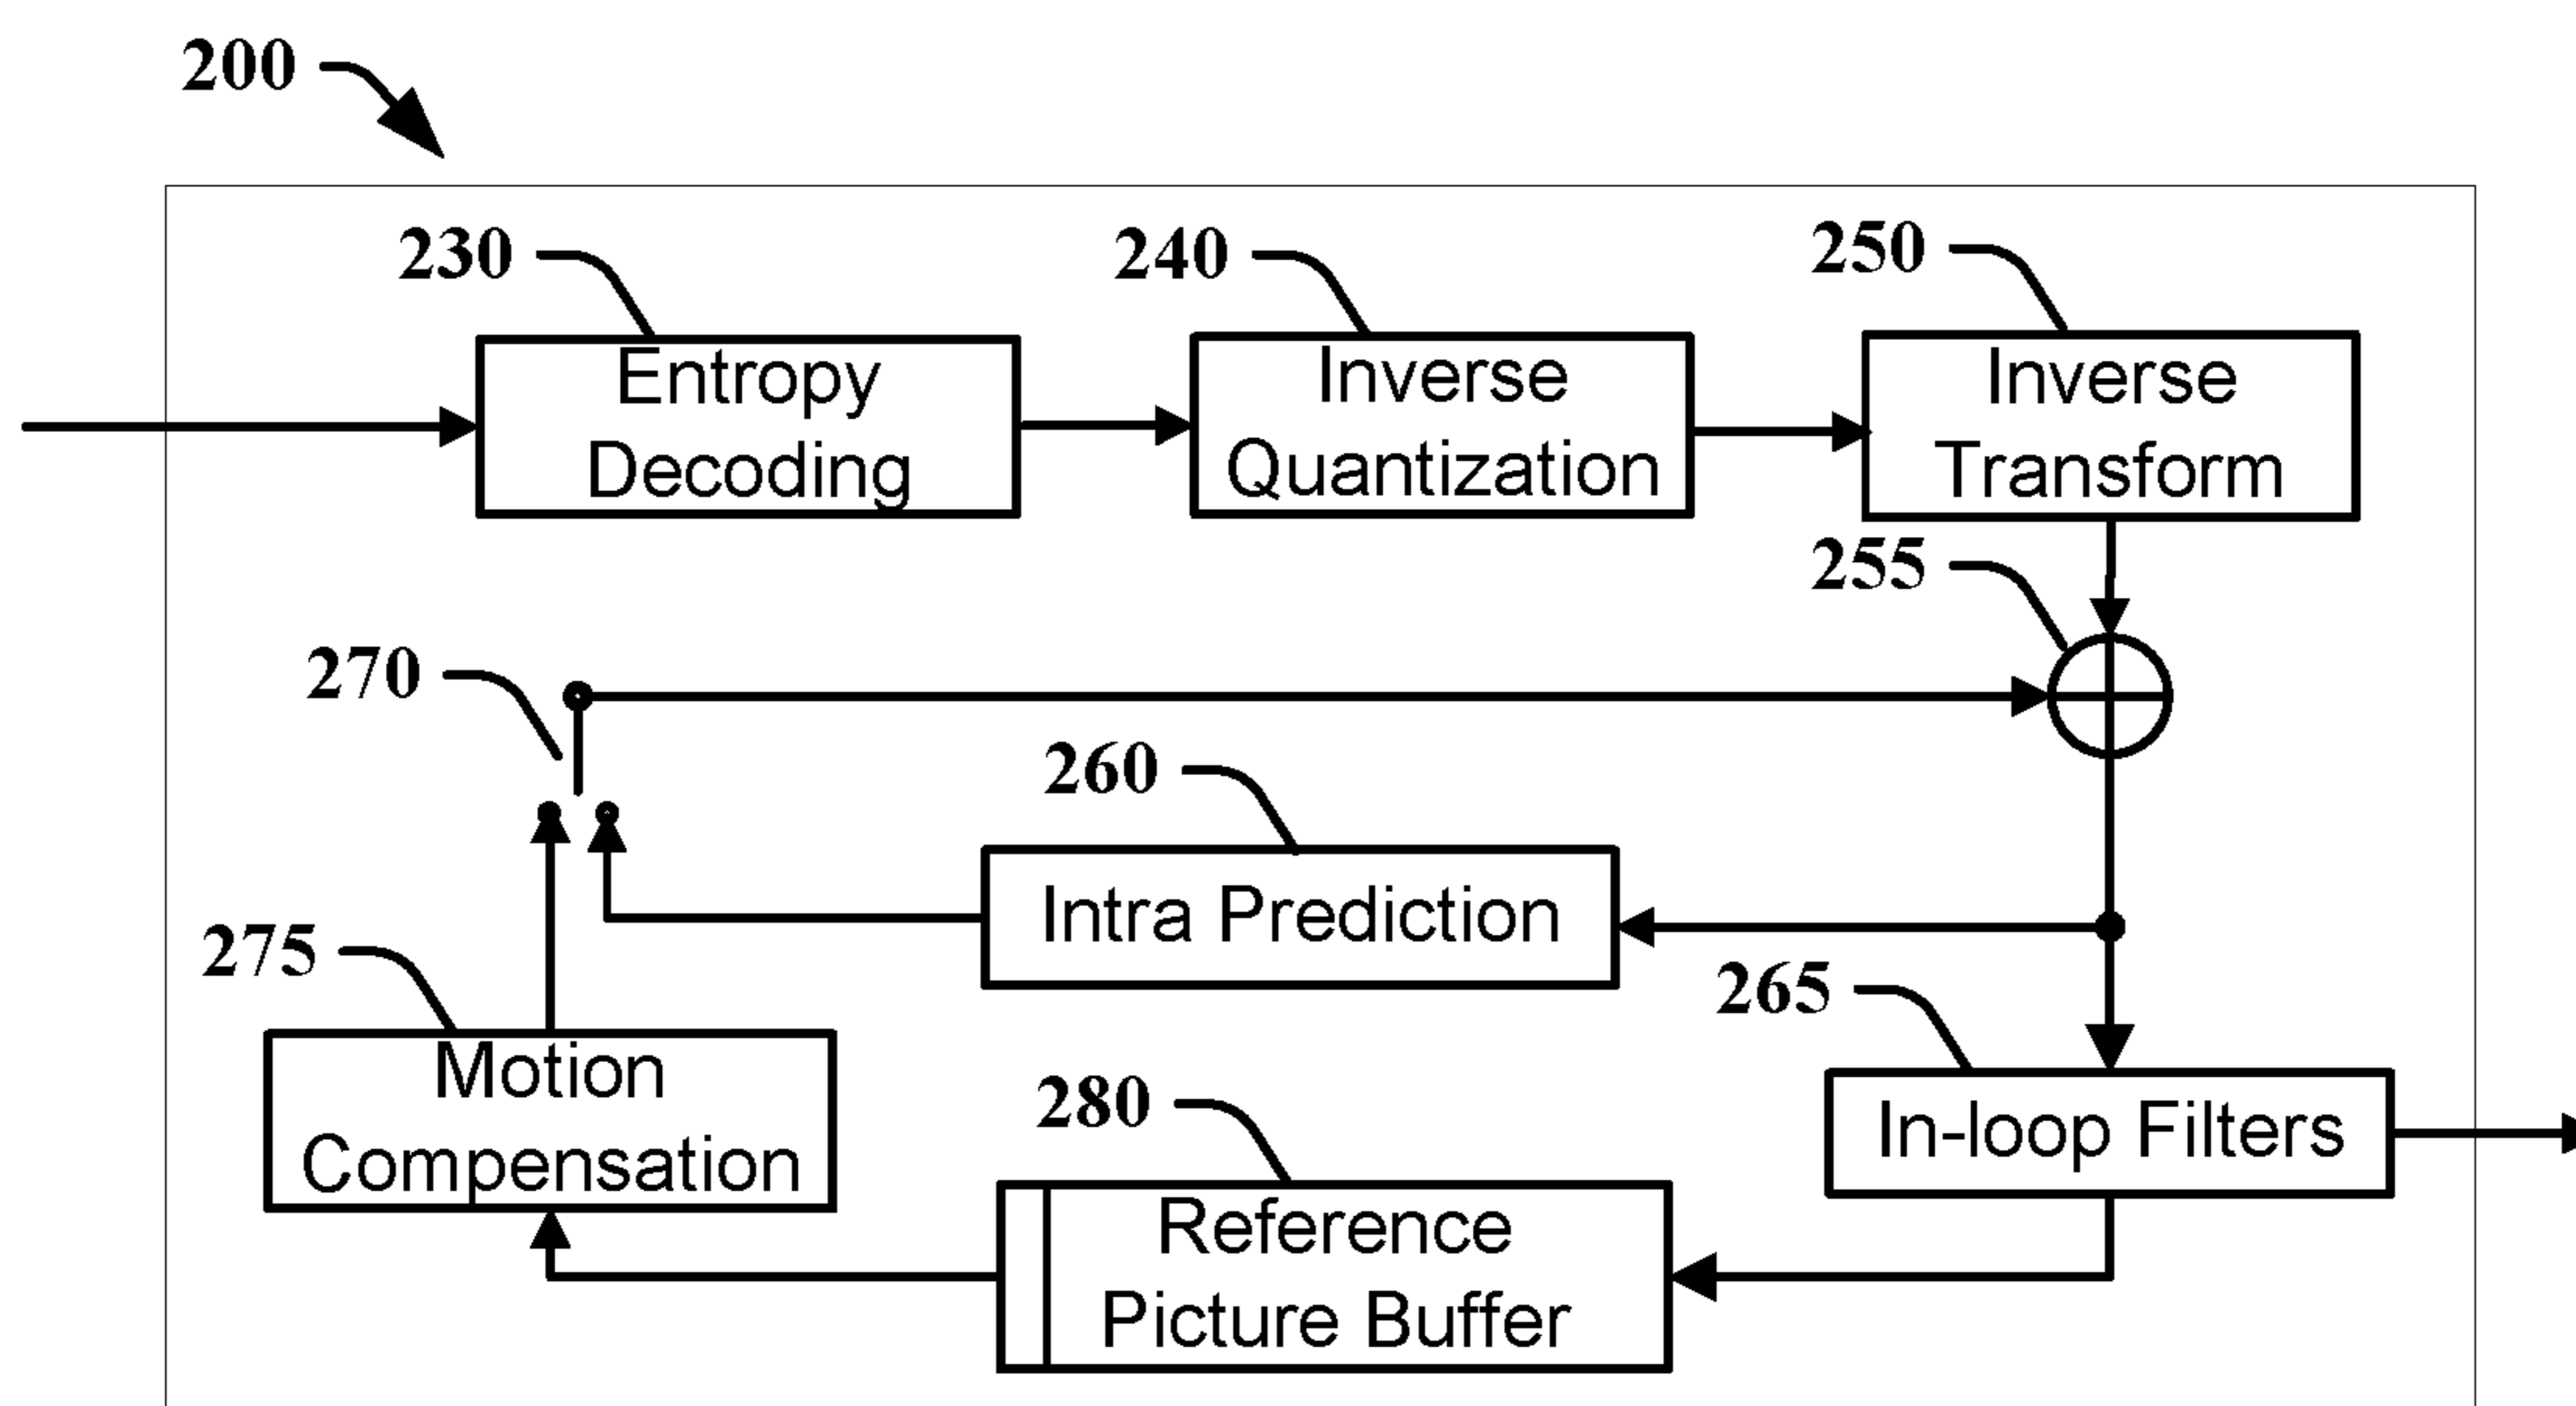 200
230
240
250
Entropy
Decoding
Inverse
Quantization
Inverse
Transform
255
270
260
Intra Prediction
275
265
Motion
Compensation
280
In-loop Filters
Reference
Picture Buffer